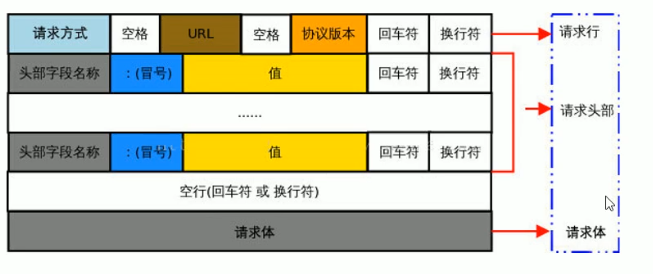 请求方式 空格 URL 空格 协议版本 回车符 换行符 请求行
头部字段名称 ：(冒号) 值 回车符 换行符
...... 请求头部
头部字段名称 ：(冒号) 值 回车符 换行符
空行(回车符 或 换行符)
请求体 请求体